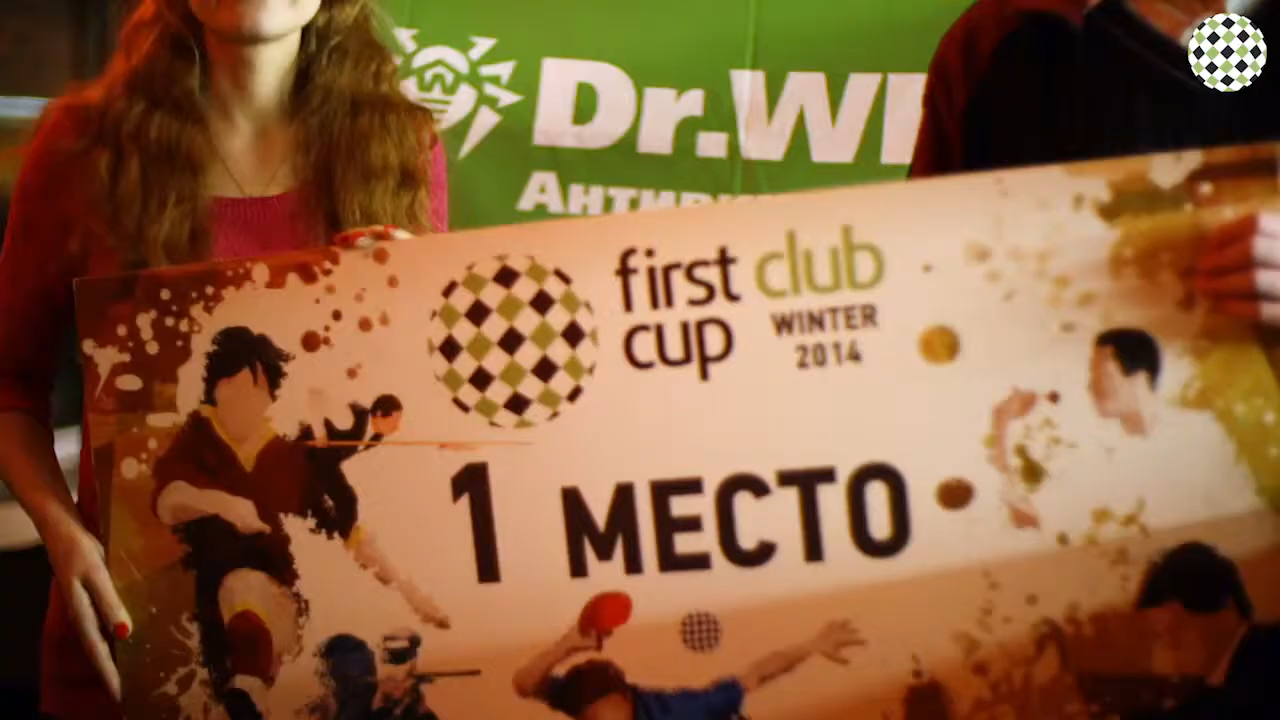 Dr.WE
first club
cup WINTER
2014
1 МЕСТО